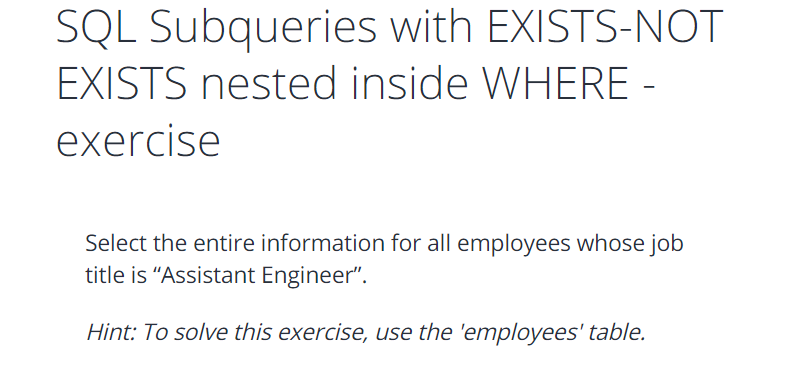 SQL Subqueries with EXISTS-NOT
EXISTS nested inside WHERE -
exercise
Select the entire information for all employees whose job
title is “Assistant Engineer”.
Hint: To solve this exercise, use the 'employees' table.